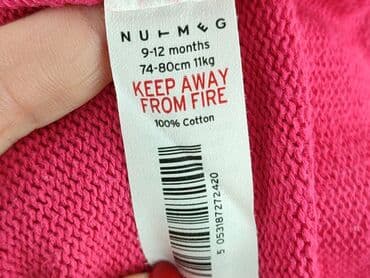 NUTMEG
9-12 months
74-80cm 11kg
KEEP AWAY
FROM FIRE
100% Cotton
5 053187 272420